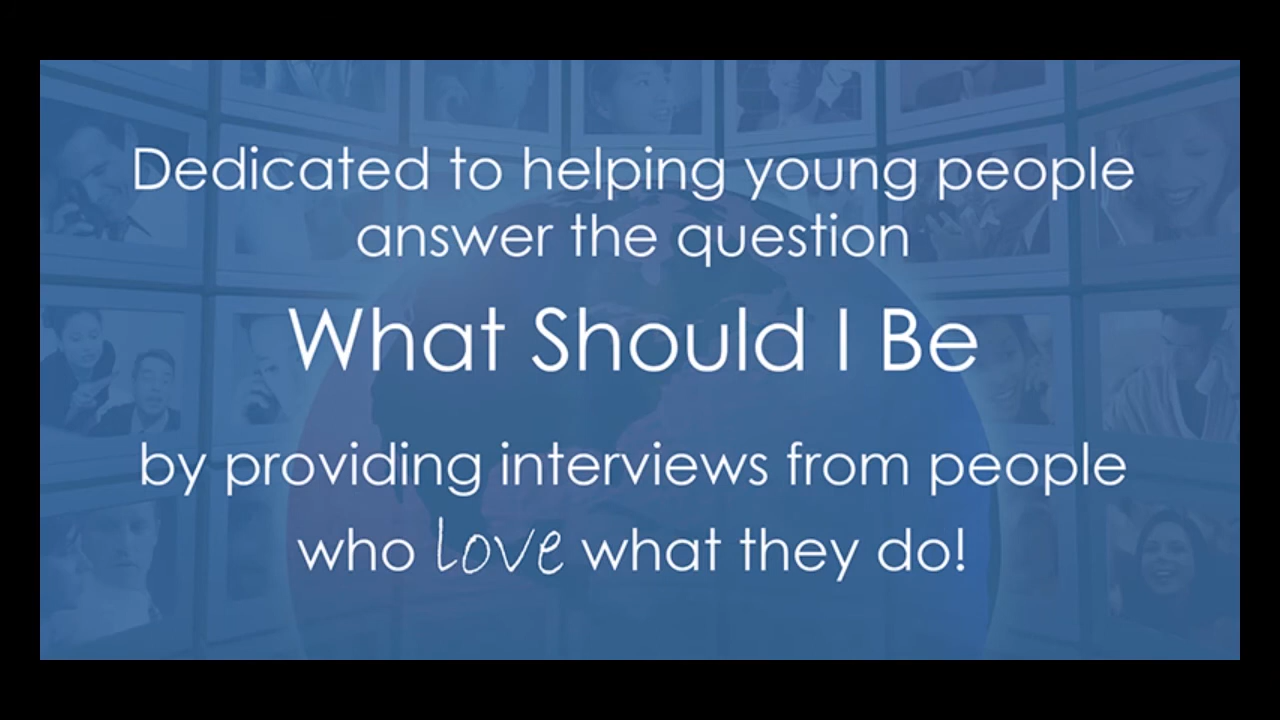 Dedicated to helping young people
answer the question
What Should I Be
by providing interviews from people
who love what they do!